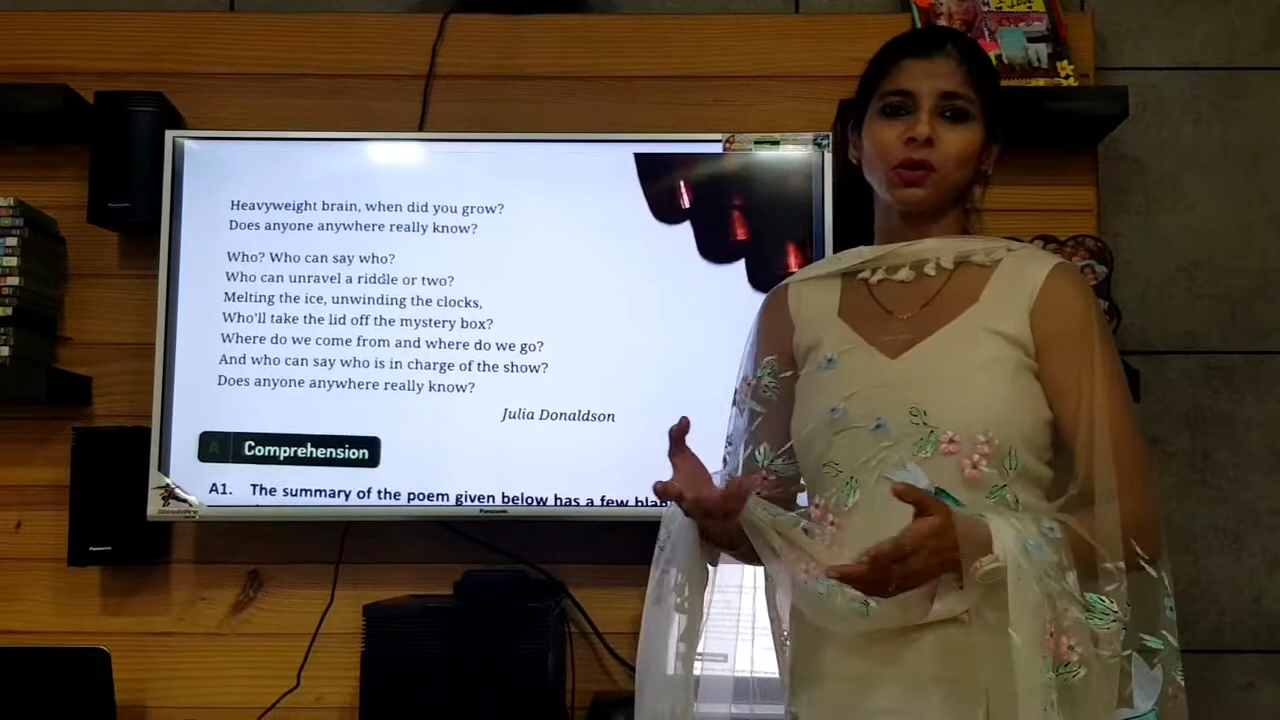 Heavyweight brain, when did you grow?
Does anyone anywhere really know?
Who? Who can say who?
Who can unravel a riddle or two?
Melting the ice, unwinding the clocks,
Who'll take the lid off the mystery box?
Where do we come from and where do we go?
And who can say who is in charge of the show?
Does anyone anywhere really know?
Julia Donaldson
A Comprehension
A1. The summary of the poem given below has a few
Panasonic
Panasonic